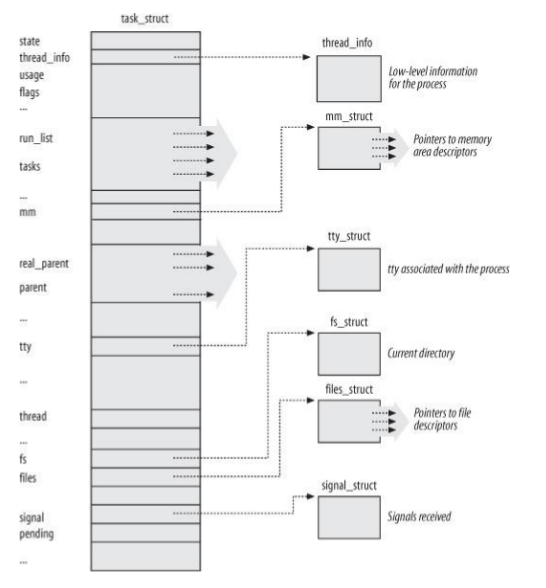 task_struct
state
thread_info
usage
flags
...
run_list
tasks
...
mm
real_parent
parent
...
tty
...
thread
...
fs
files
signal
pending
...
thread_info
Low-level information
for the process
mm_struct
Pointers to memory
area descriptors
tty_struct
tty associated with the process
fs_struct
Current directory
files_struct
Pointers to file
descriptors
signal_struct
Signals received